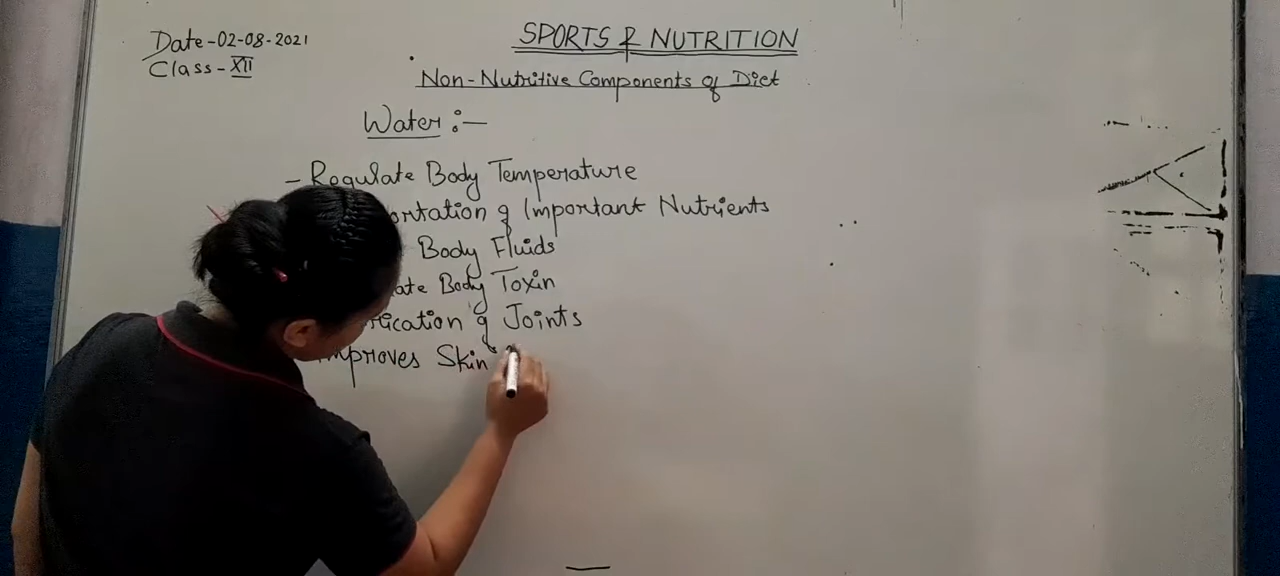 Date-02-08-2021
Class-XII
SPORTS & NUTRITION
Non-Nutritive Components of Diet
Water :-
- Regulate Body Temperature
of Important Nutrients
Body Fluids
Body Toxin
of Joints
Improves Skin